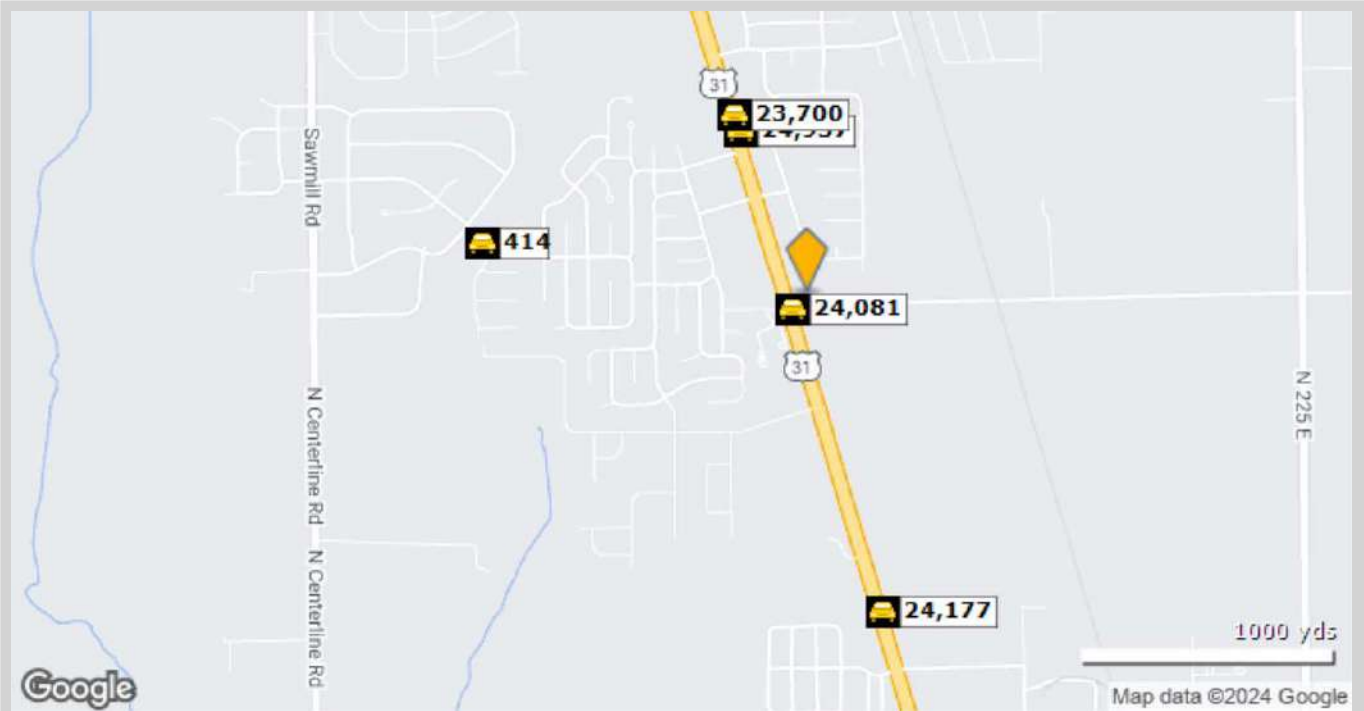 31
23,700
Sawmill Rd
414
24,081
31
N Centerline Rd
N 225 E
N Centerline Rd
24,177
1000 yds
Google
Map data ©2024 Google